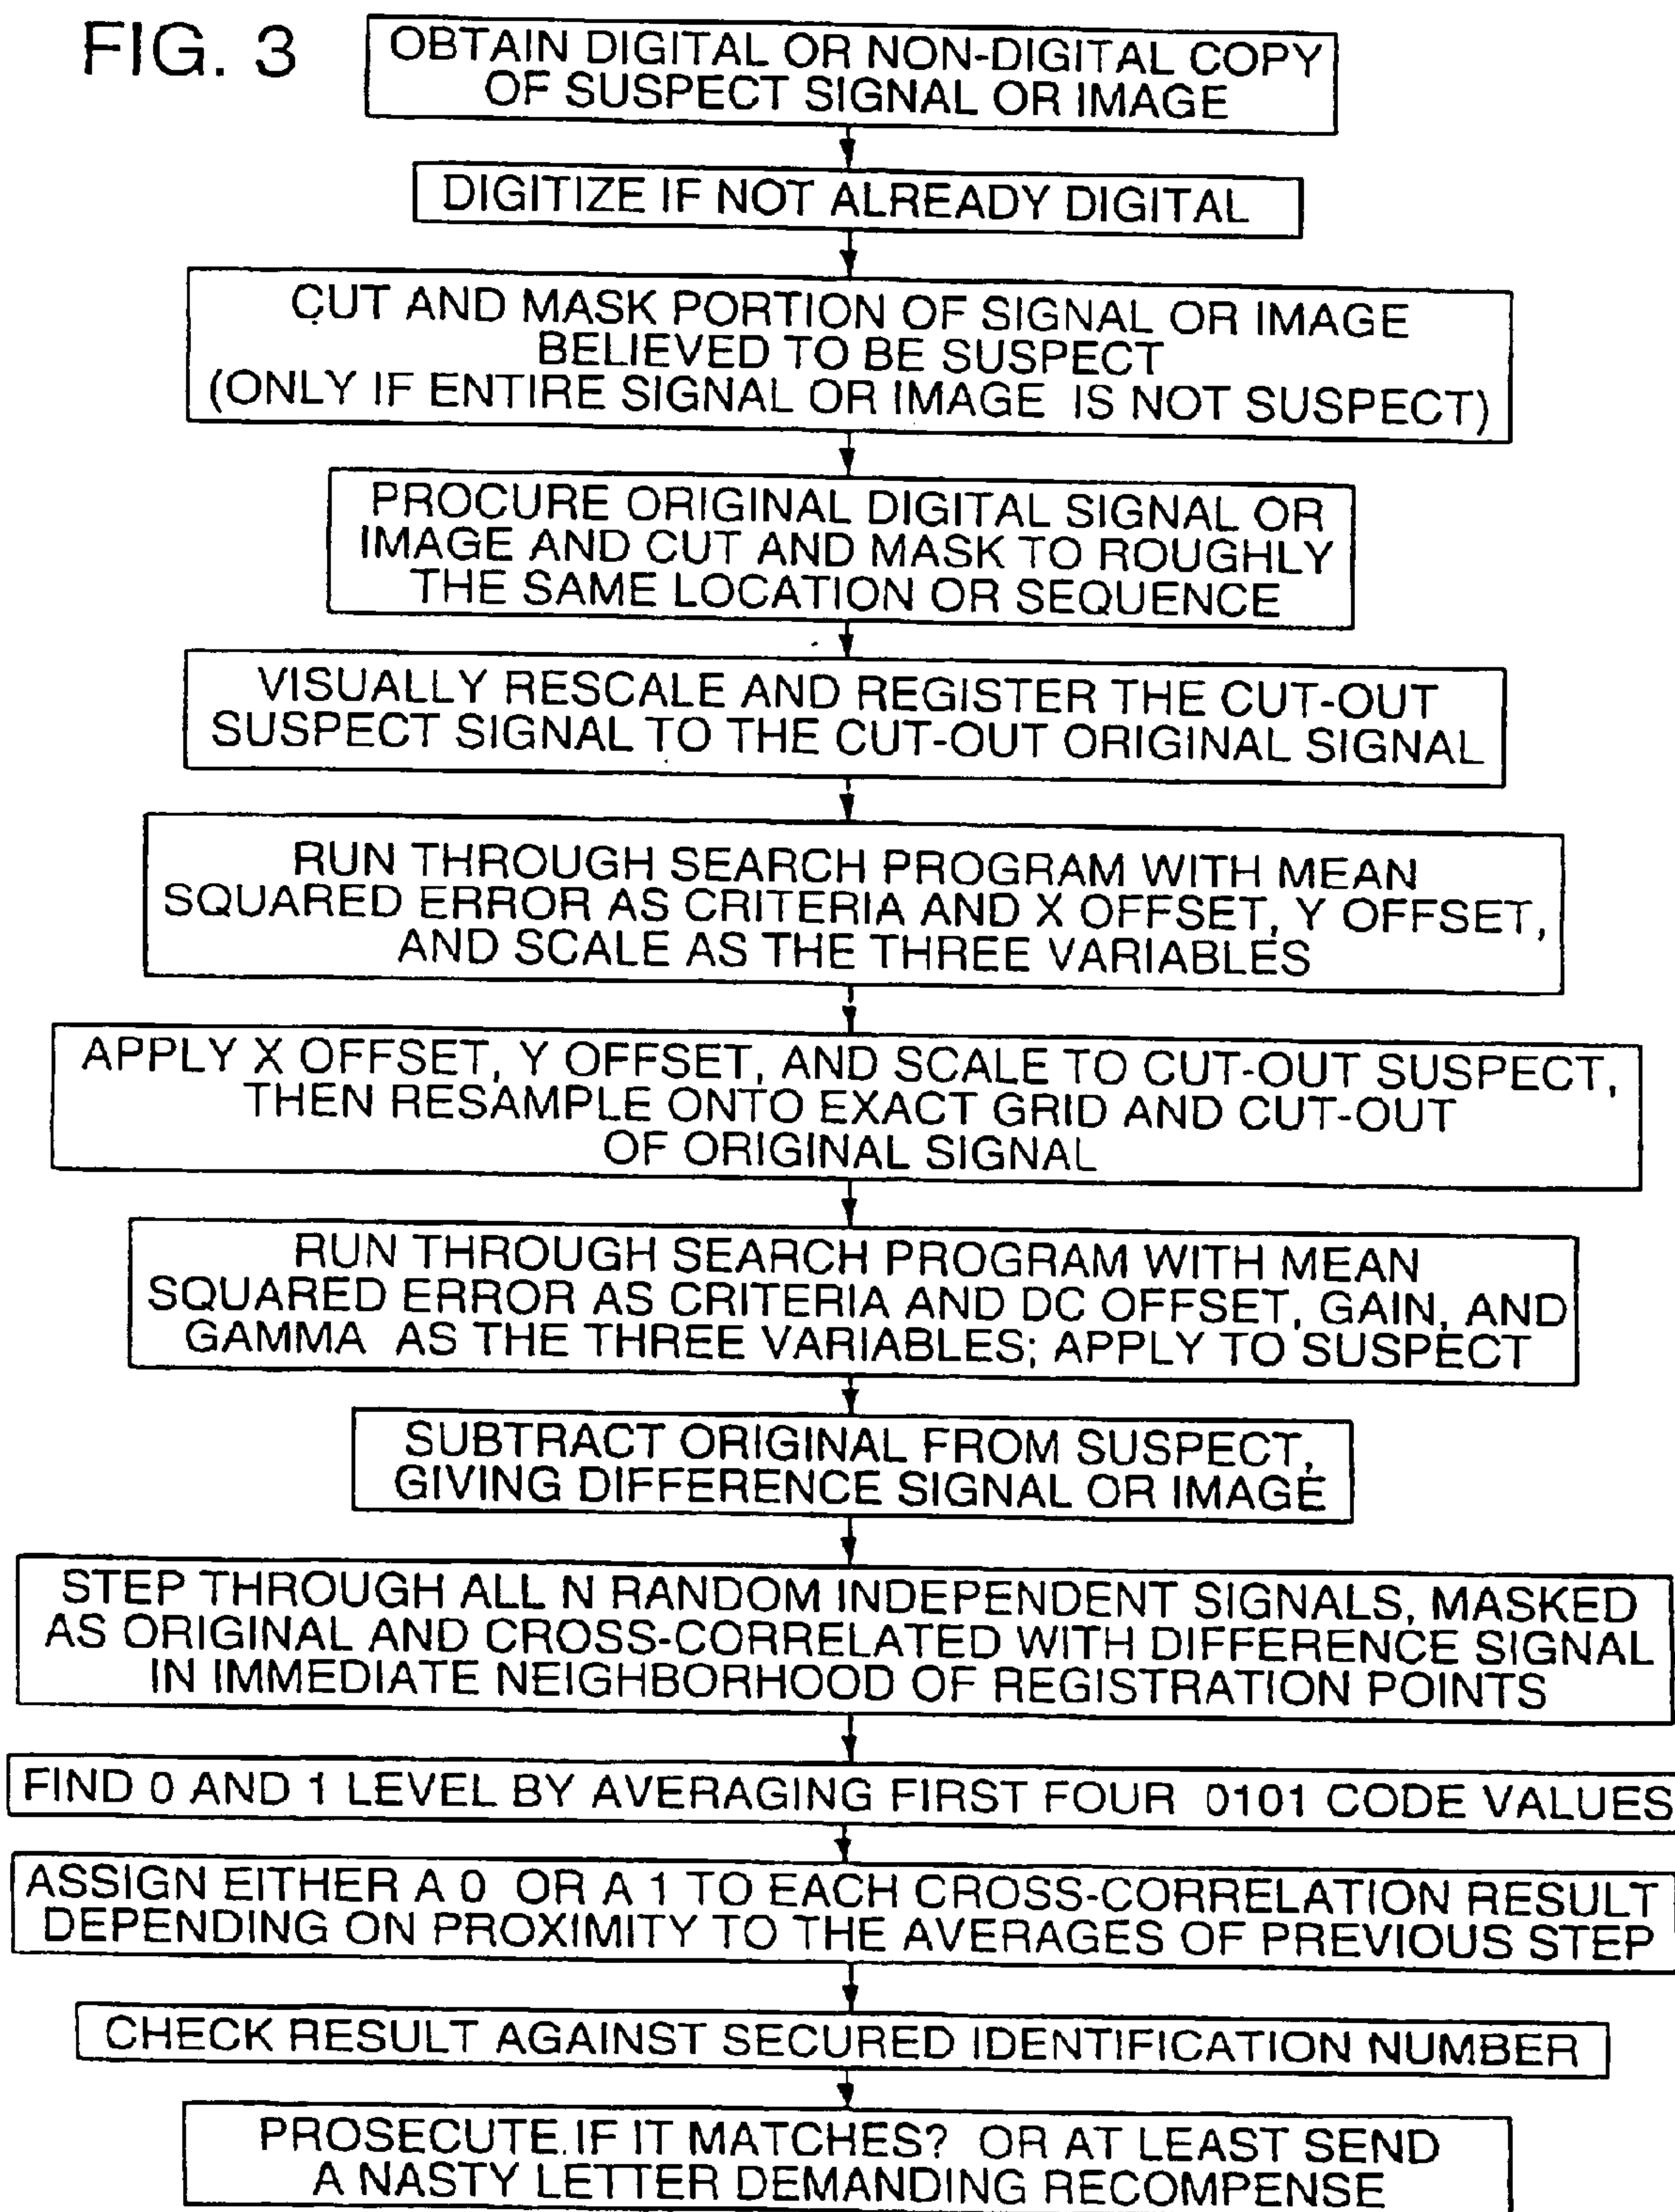 FIG. 3
OBTAIN DIGITAL OR NON-DIGITAL COPY
OF SUSPECT SIGNAL OR IMAGE
DIGITIZE IF NOT ALREADY DIGITAL
CUT AND MASK PORTION OF SIGNAL OR IMAGE
BELIEVED TO BE SUSPECT
(ONLY IF ENTIRE SIGNAL OR IMAGE IS NOT SUSPECT)
PROCURE ORIGINAL DIGITAL SIGNAL OR
IMAGE AND CUT AND MASK TO ROUGHLY
THE SAME LOCATION OR SEQUENCE
VISUALLY RESCALE AND REGISTER THE CUT-OUT
SUSPECT SIGNAL TO THE CUT-OUT ORIGINAL SIGNAL
RUN THROUGH SEARCH PROGRAM WITH MEAN
SQUARED ERROR AS CRITERIA AND X OFFSET, Y OFFSET,
AND SCALE AS THE THREE VARIABLES
APPLY X OFFSET, Y OFFSET, AND SCALE TO CUT-OUT SUSPECT,
THEN RESAMPLE ONTO EXACT GRID AND CUT-OUT
OF ORIGINAL SIGNAL
RUN THROUGH SEARCH PROGRAM WITH MEAN
SQUARED ERROR AS CRITERIA AND DC OFFSET, GAIN, AND
GAMMA AS THE THREE VARIABLES; APPLY TO SUSPECT
SUBTRACT ORIGINAL FROM SUSPECT,
GIVING DIFFERENCE SIGNAL OR IMAGE
STEP THROUGH ALL N RANDOM INDEPENDENT SIGNALS, MASKED
AS ORIGINAL AND CROSS-CORRELATED WITH DIFFERENCE SIGNAL
IN IMMEDIATE NEIGHBORHOOD OF REGISTRATION POINTS
FIND 0 AND 1 LEVEL BY AVERAGING FIRST FOUR 0101 CODE VALUES
ASSIGN EITHER A 0 OR A 1 TO EACH CROSS-CORRELATION RESULT
DEPENDING ON PROXIMITY TO THE AVERAGES OF PREVIOUS STEP
CHECK RESULT AGAINST SECURED IDENTIFICATION NUMBER
PROSECUTE IF IT MATCHES? OR AT LEAST SEND
A NASTY LETTER DEMANDING RECOMPENSE